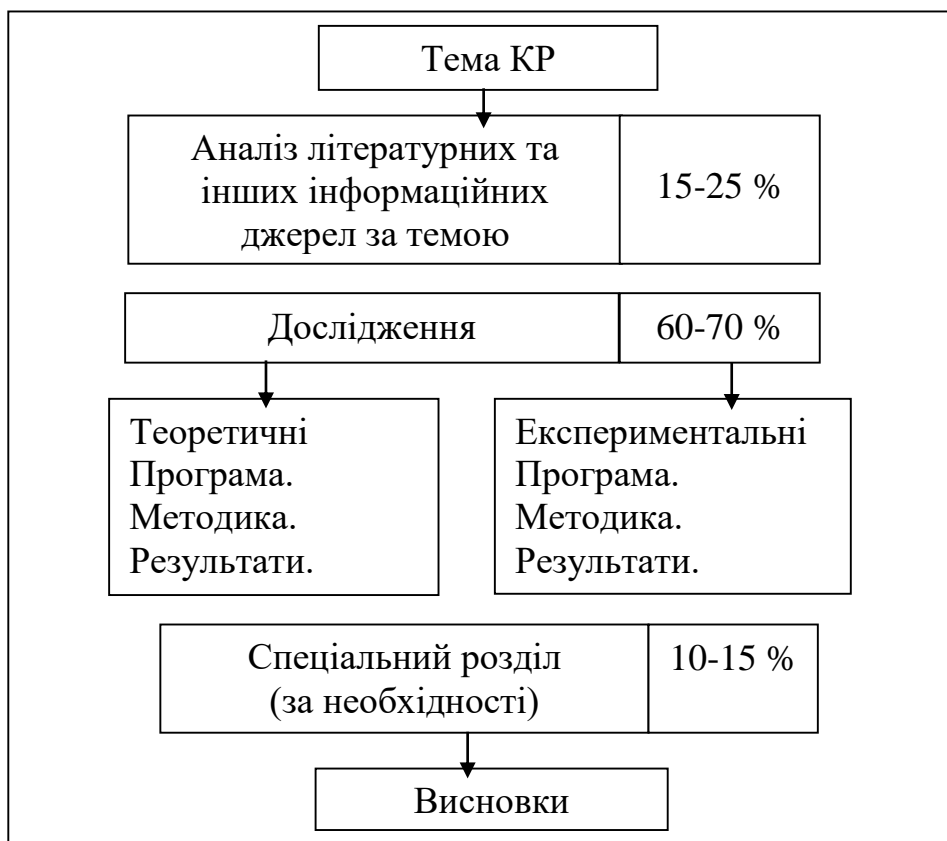 Тема КР
Аналіз літературних та
інших інформаційних
джерел за темою
15-25 %
Дослідження
60-70 %
Теоретичні
Програма.
Методика.
Результати.
Експериментальні
Програма.
Методика.
Результати.
Спеціальний розділ
(за необхідності)
10-15 %
Висновки